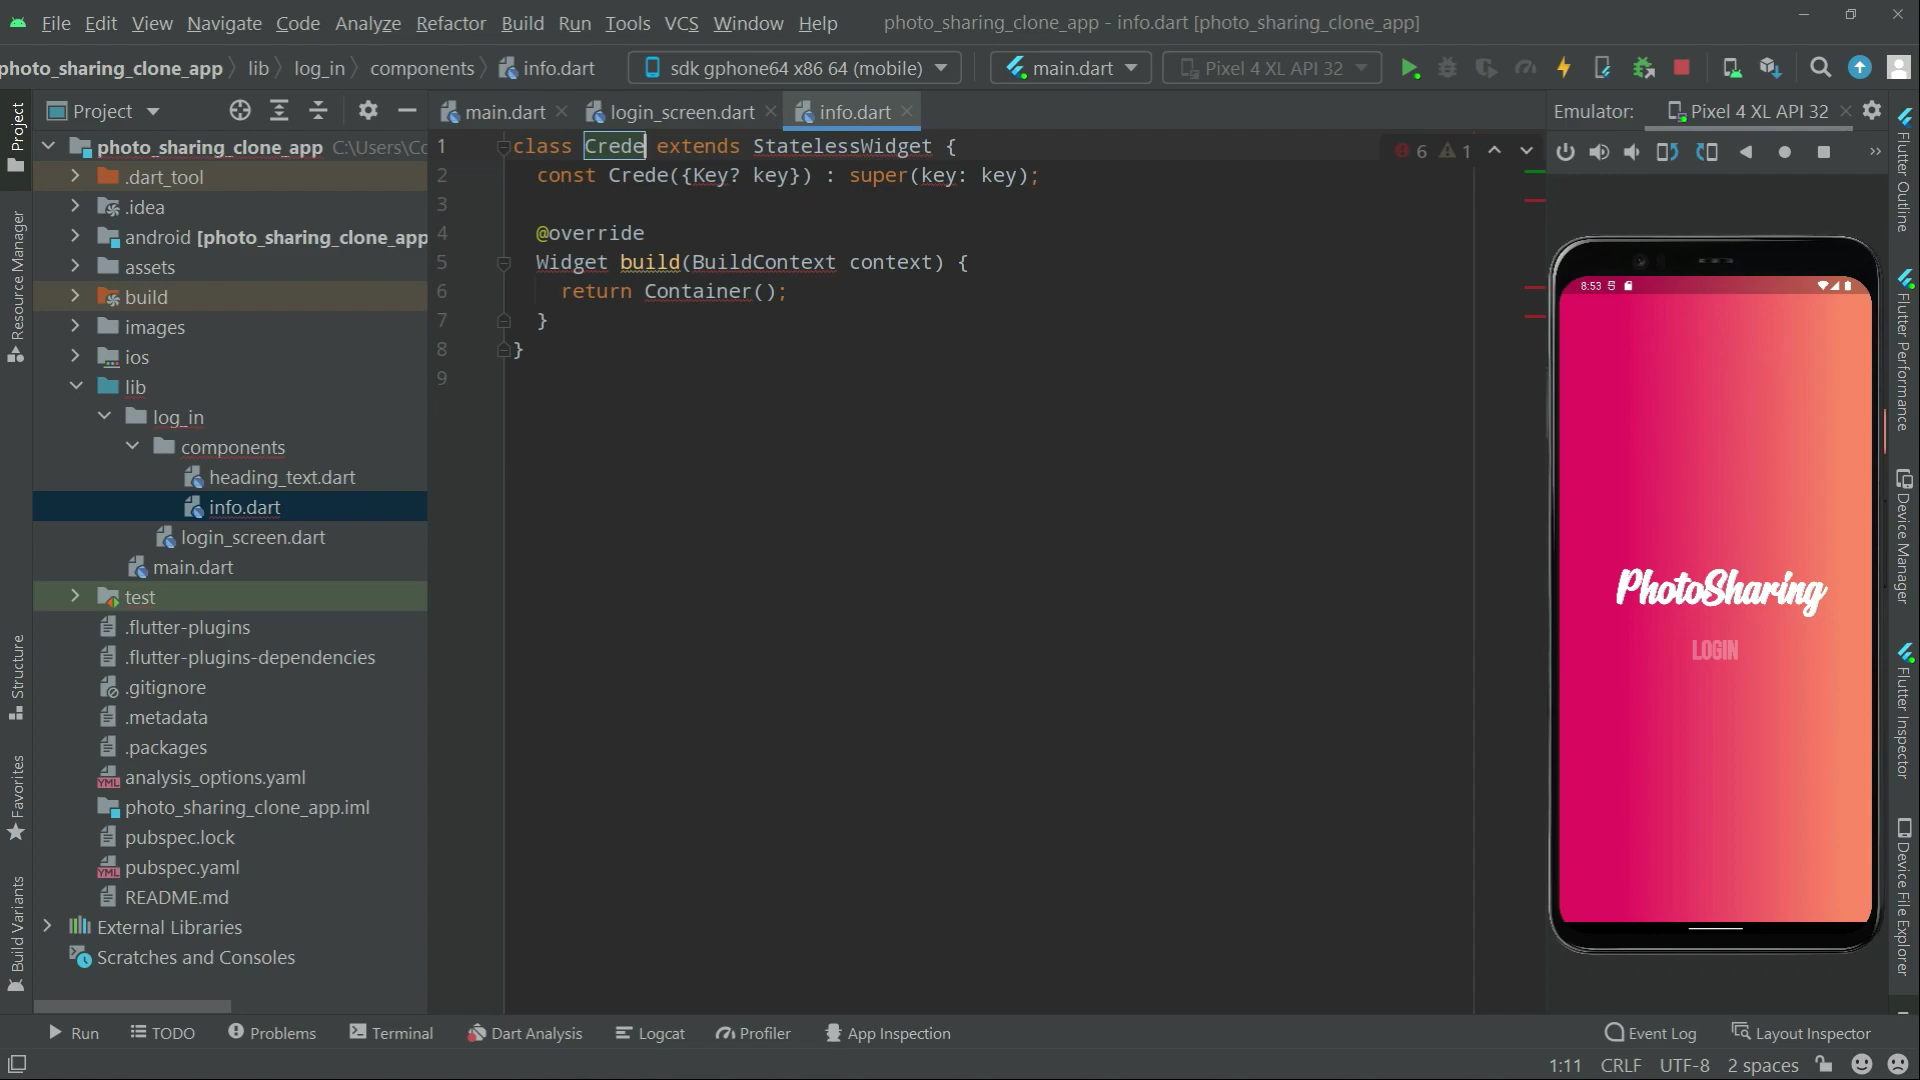 File Edit View Navigate Code Analyze Refactor Build Run Tools VCS Window Help photo_sharing_clone_app - info.dart [photo_sharing_clone_app]
photo_sharing_clone_app lib log_in components info.dart sdk gphone64 x86 64 (mobile) main.dart Pixel 4 XL API 32
Project main.dart login_screen.dart info.dart Emulator: Pixel 4 XL API 32
photo_sharing_clone_app C:\Users\Co
.dart_tool
.idea
android [photo_sharing_clone_app
assets
build
images
ios
lib
log_in
components
heading_text.dart
info.dart
login_screen.dart
main.dart
test
.flutter-plugins
.flutter-plugins-dependencies
.gitignore
.metadata
.packages
analysis_options.yaml
photo_sharing_clone_app.iml
pubspec.lock
pubspec.yaml
README.md
External Libraries
Scratches and Consoles
1 class Crede extends StatelessWidget {
2 const Crede({Key? key}) : super(key: key);
3
4 @override
5 Widget build(BuildContext context) {
6 return Container();
7 }
8 }
9
6 1
8:53
PhotoSharing
LOGIN
Project
Resource Manager
Structure
Favorites
Build Variants
Flutter Outline
Flutter Performance
Device Manager
Flutter Inspector
Device File Explorer
Run TODO Problems Terminal Dart Analysis Logcat Profiler App Inspection Event Log Layout Inspector
1:11 CRLF UTF-8 2 spaces